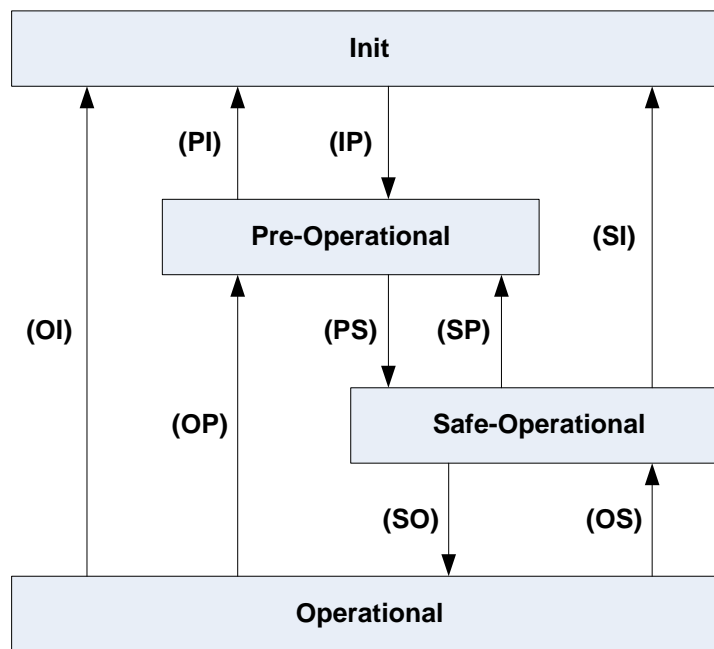 Init
(PI)
(IP)
Pre-Operational
(SI)
(OI)
(PS)
(SP)
(OP)
Safe-Operational
(SO)
(OS)
Operational